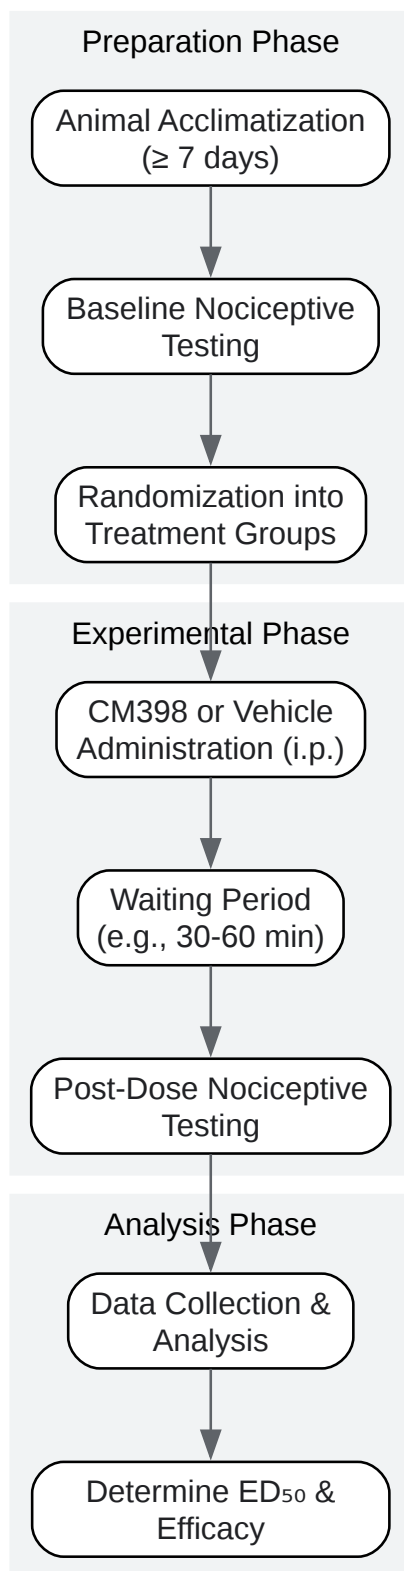 Preparation Phase
Animal Acclimatization
(≥ 7 days)
Baseline Nociceptive
Testing
Randomization into
Treatment Groups
Experimental Phase
CM398 or Vehicle
Administration (i.p.)
Waiting Period
(e.g., 30-60 min)
Post-Dose Nociceptive
Testing
Analysis Phase
Data Collection &
Analysis
Determine ED₅₀ &
Efficacy